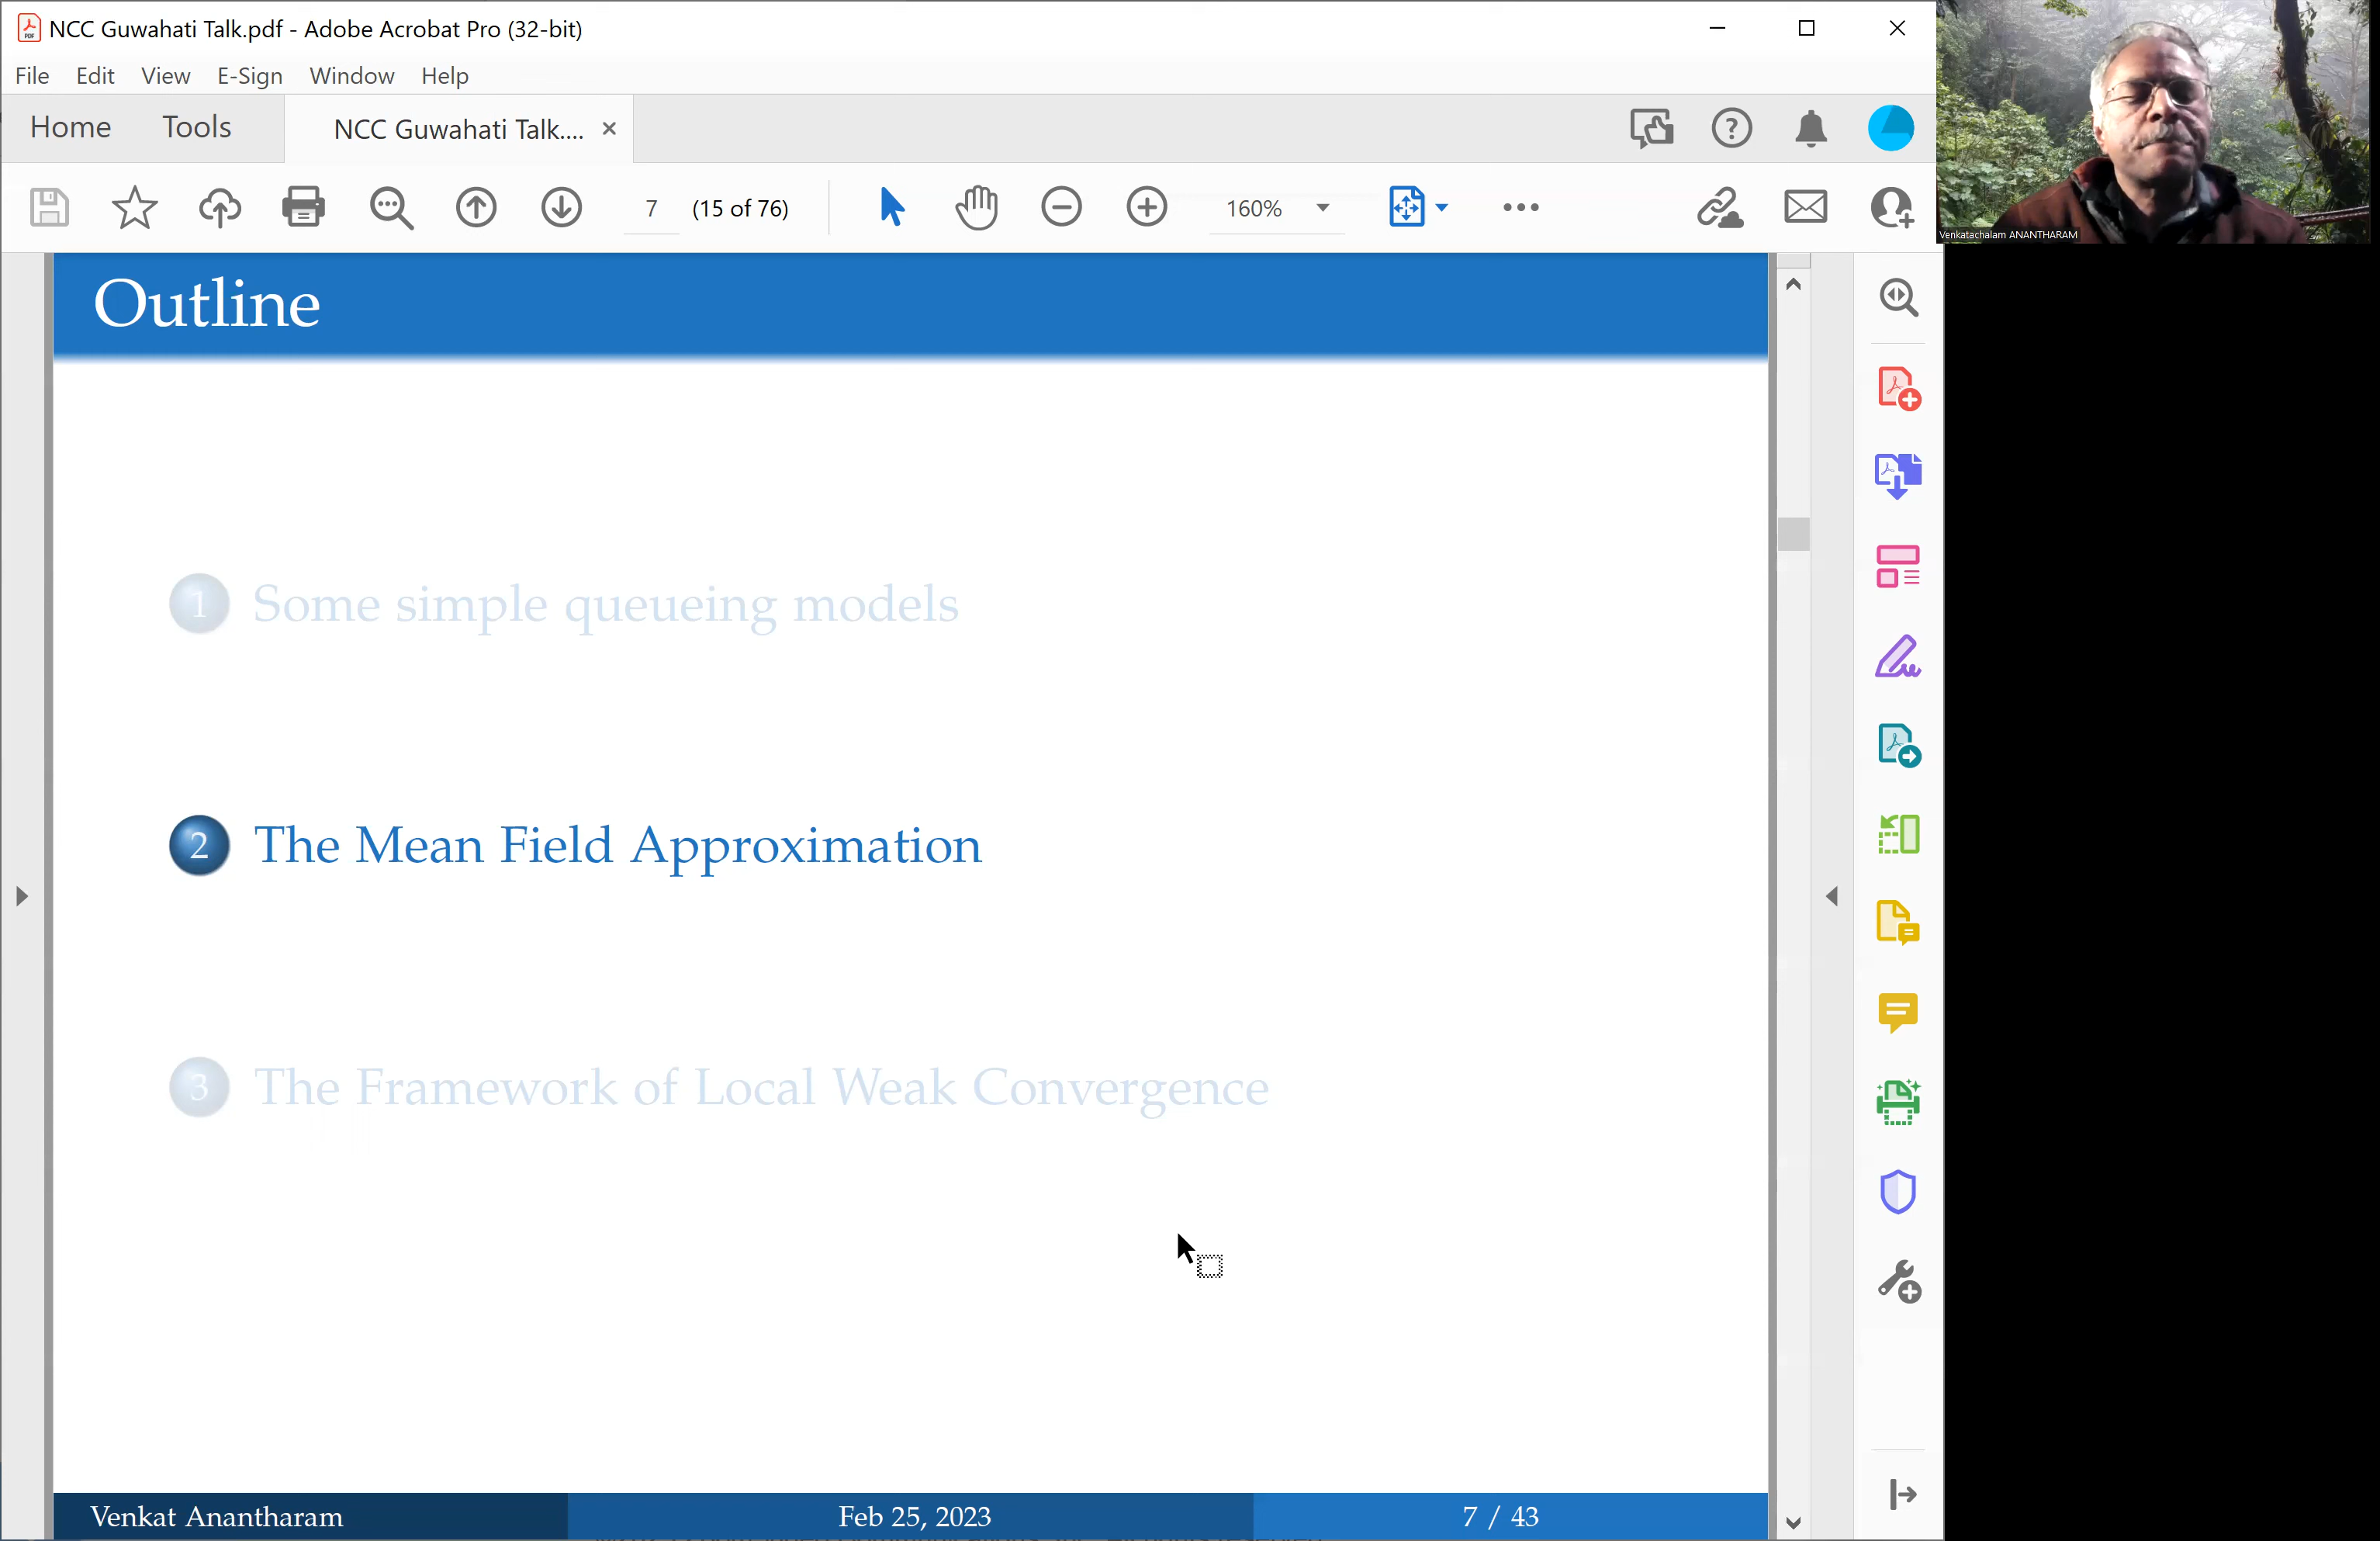 NCC Guwahati Talk.pdf - Adobe Acrobat Pro (32-bit)
File Edit View E-Sign Window Help
Home Tools NCC Guwahati Talk.... ×
7 (15 of 76) 160%
Venkatachalam ANANTHARAM
Outline
1 Some simple queueing models
2 The Mean Field Approximation
3 The Framework of Local Weak Convergence
Venkat Anantharam Feb 25, 2023 7 / 43